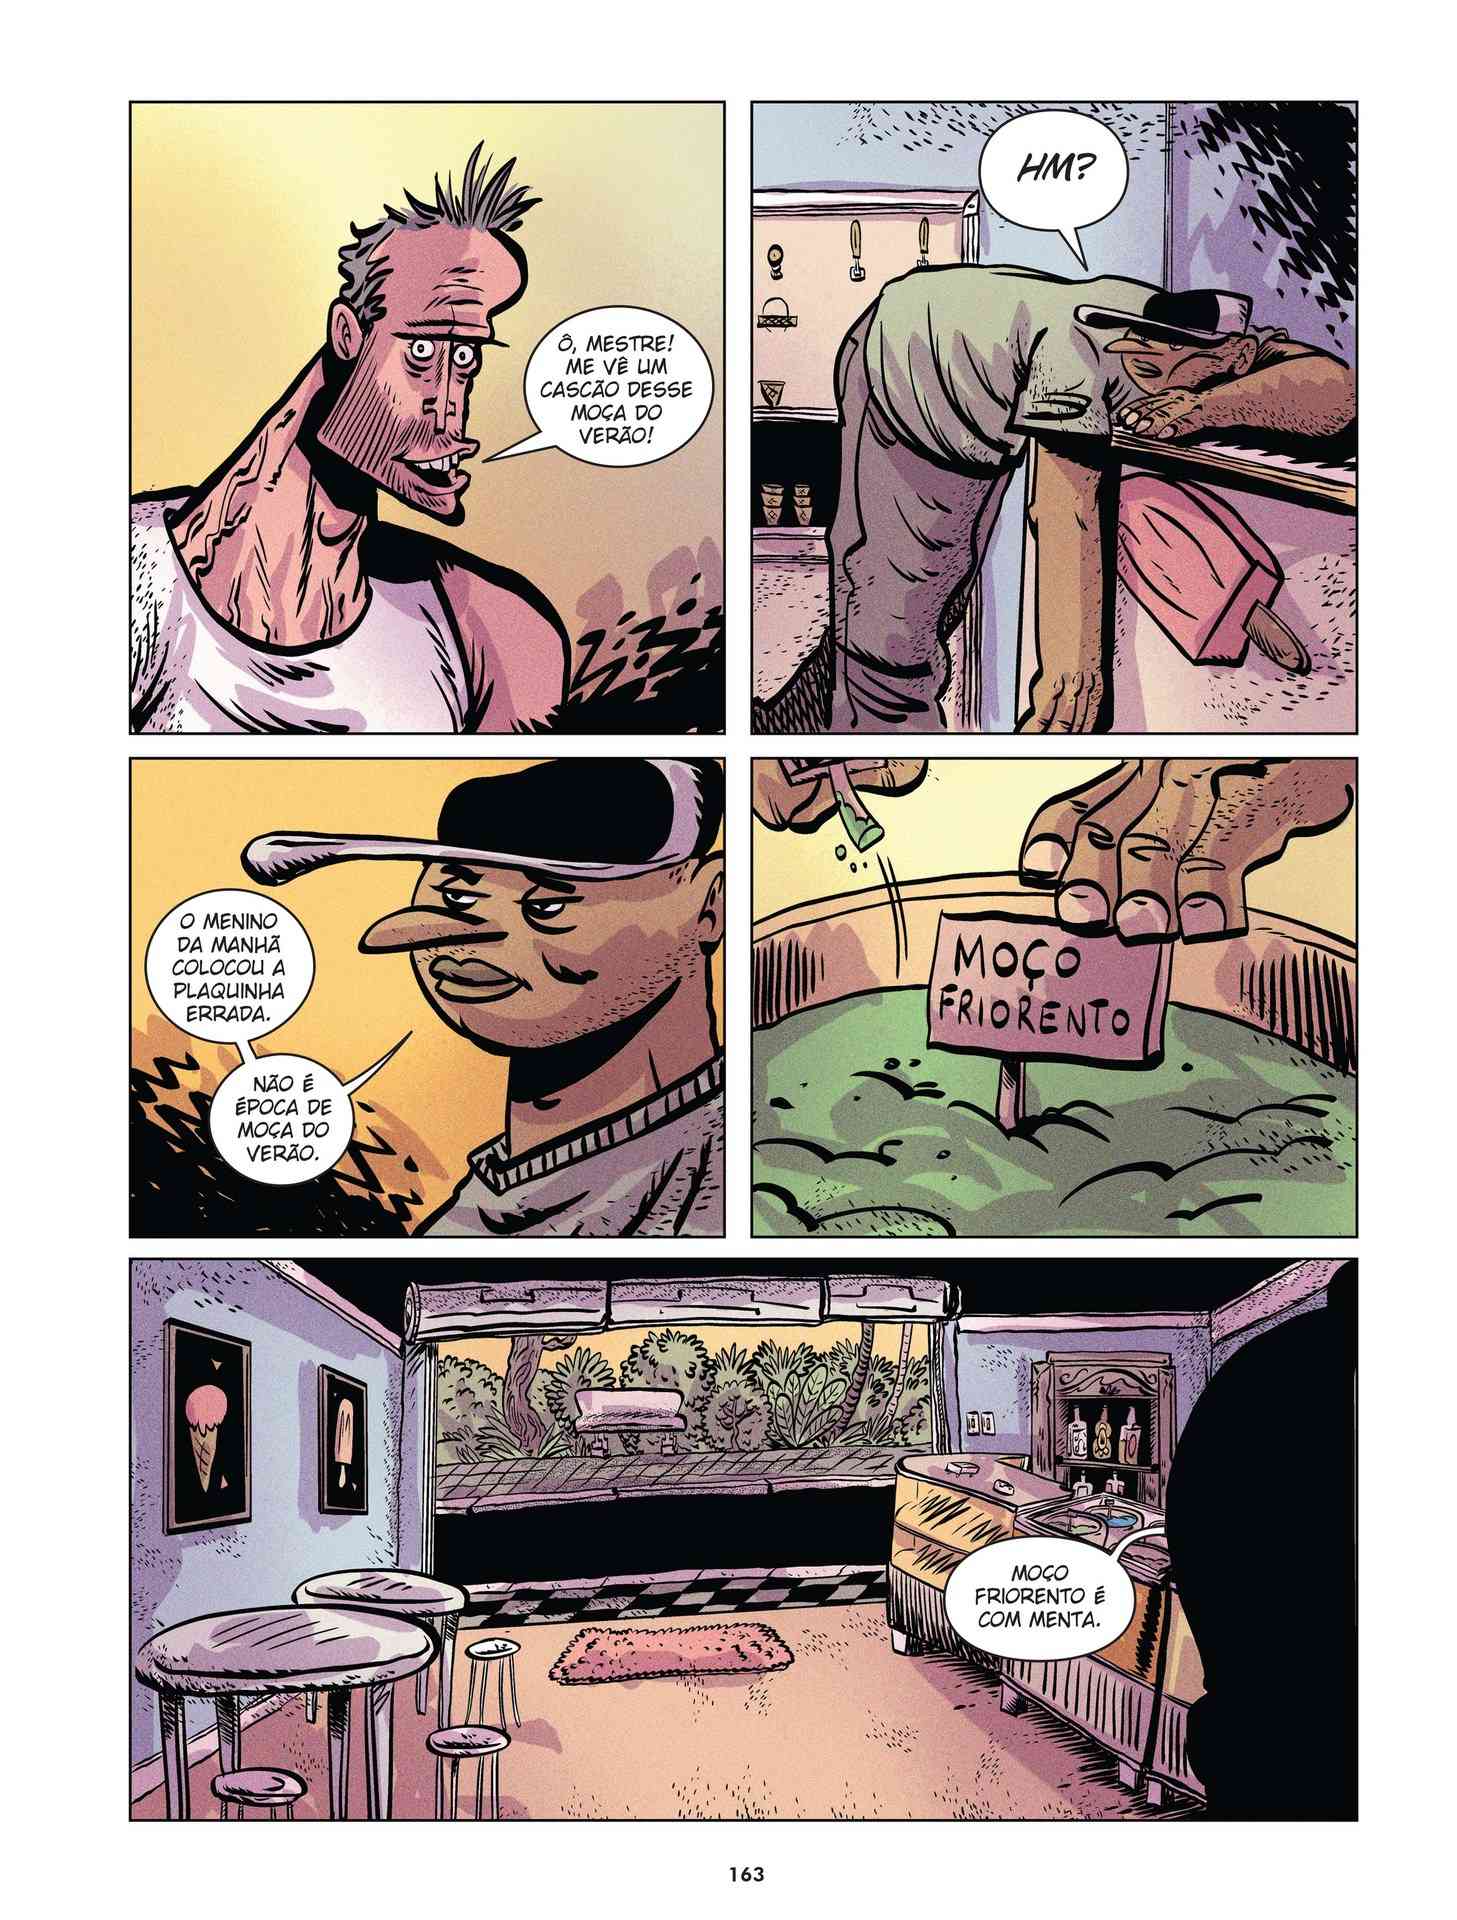 Ô, MESTRE!
ME VÊ UM
CASCÃO DESSE
MOÇA DO
VERÃO!
HM?
O MENINO
DA MANHÃ
COLOCOU A
PLAQUINHA
ERRADA.
NÃO É
ÉPOCA DE
MOÇA DO
VERÃO.
MOÇO
FRIORENTO
MOÇO
FRIORENTO É
COM MENTA.
163